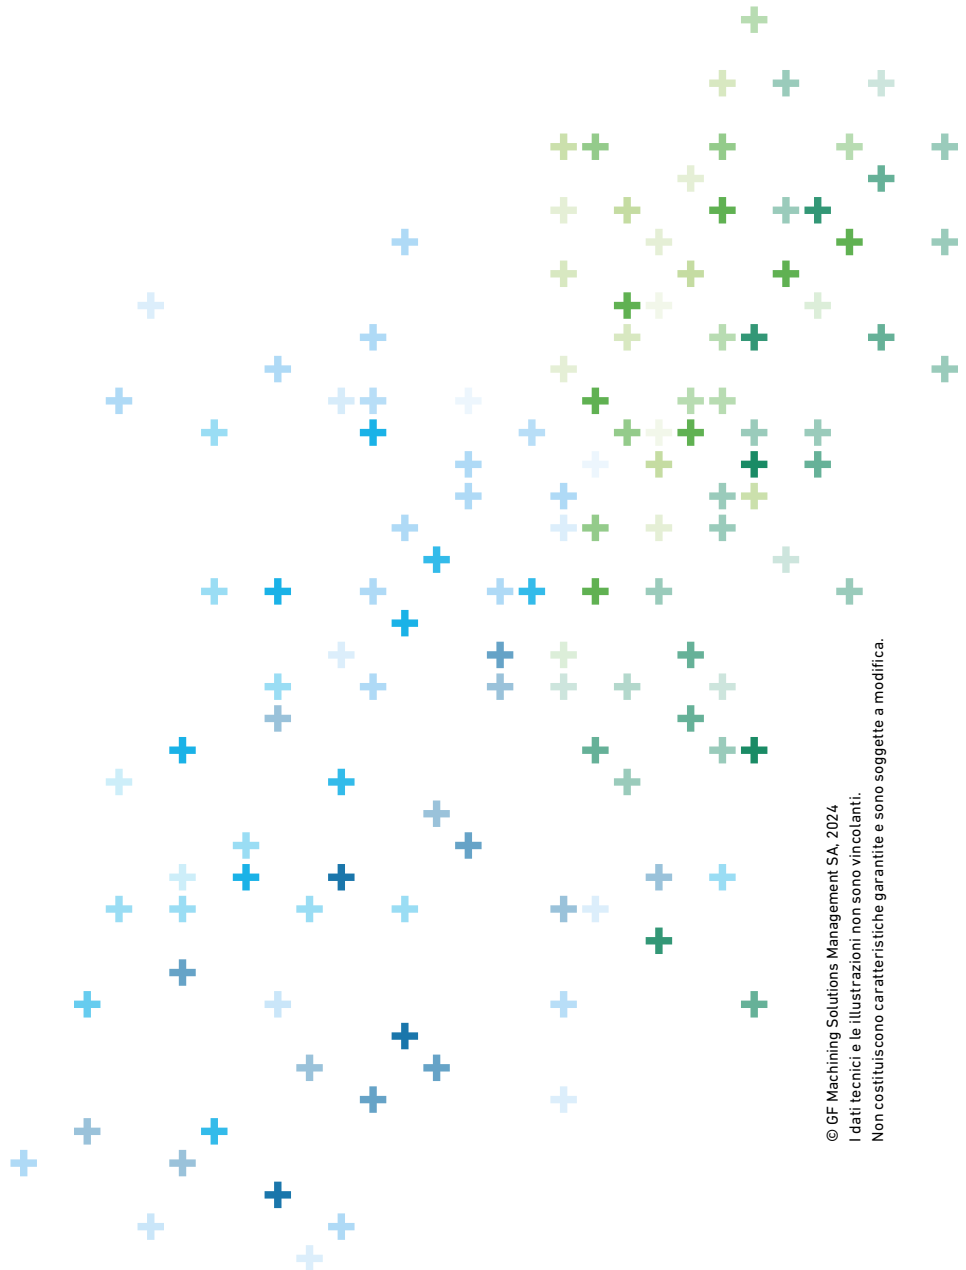 © GF Machining Solutions Management SA, 2024
I dati tecnici e le illustrazioni non sono vincolanti.
Non costituiscono caratteristiche garantite e sono soggette a modifica.